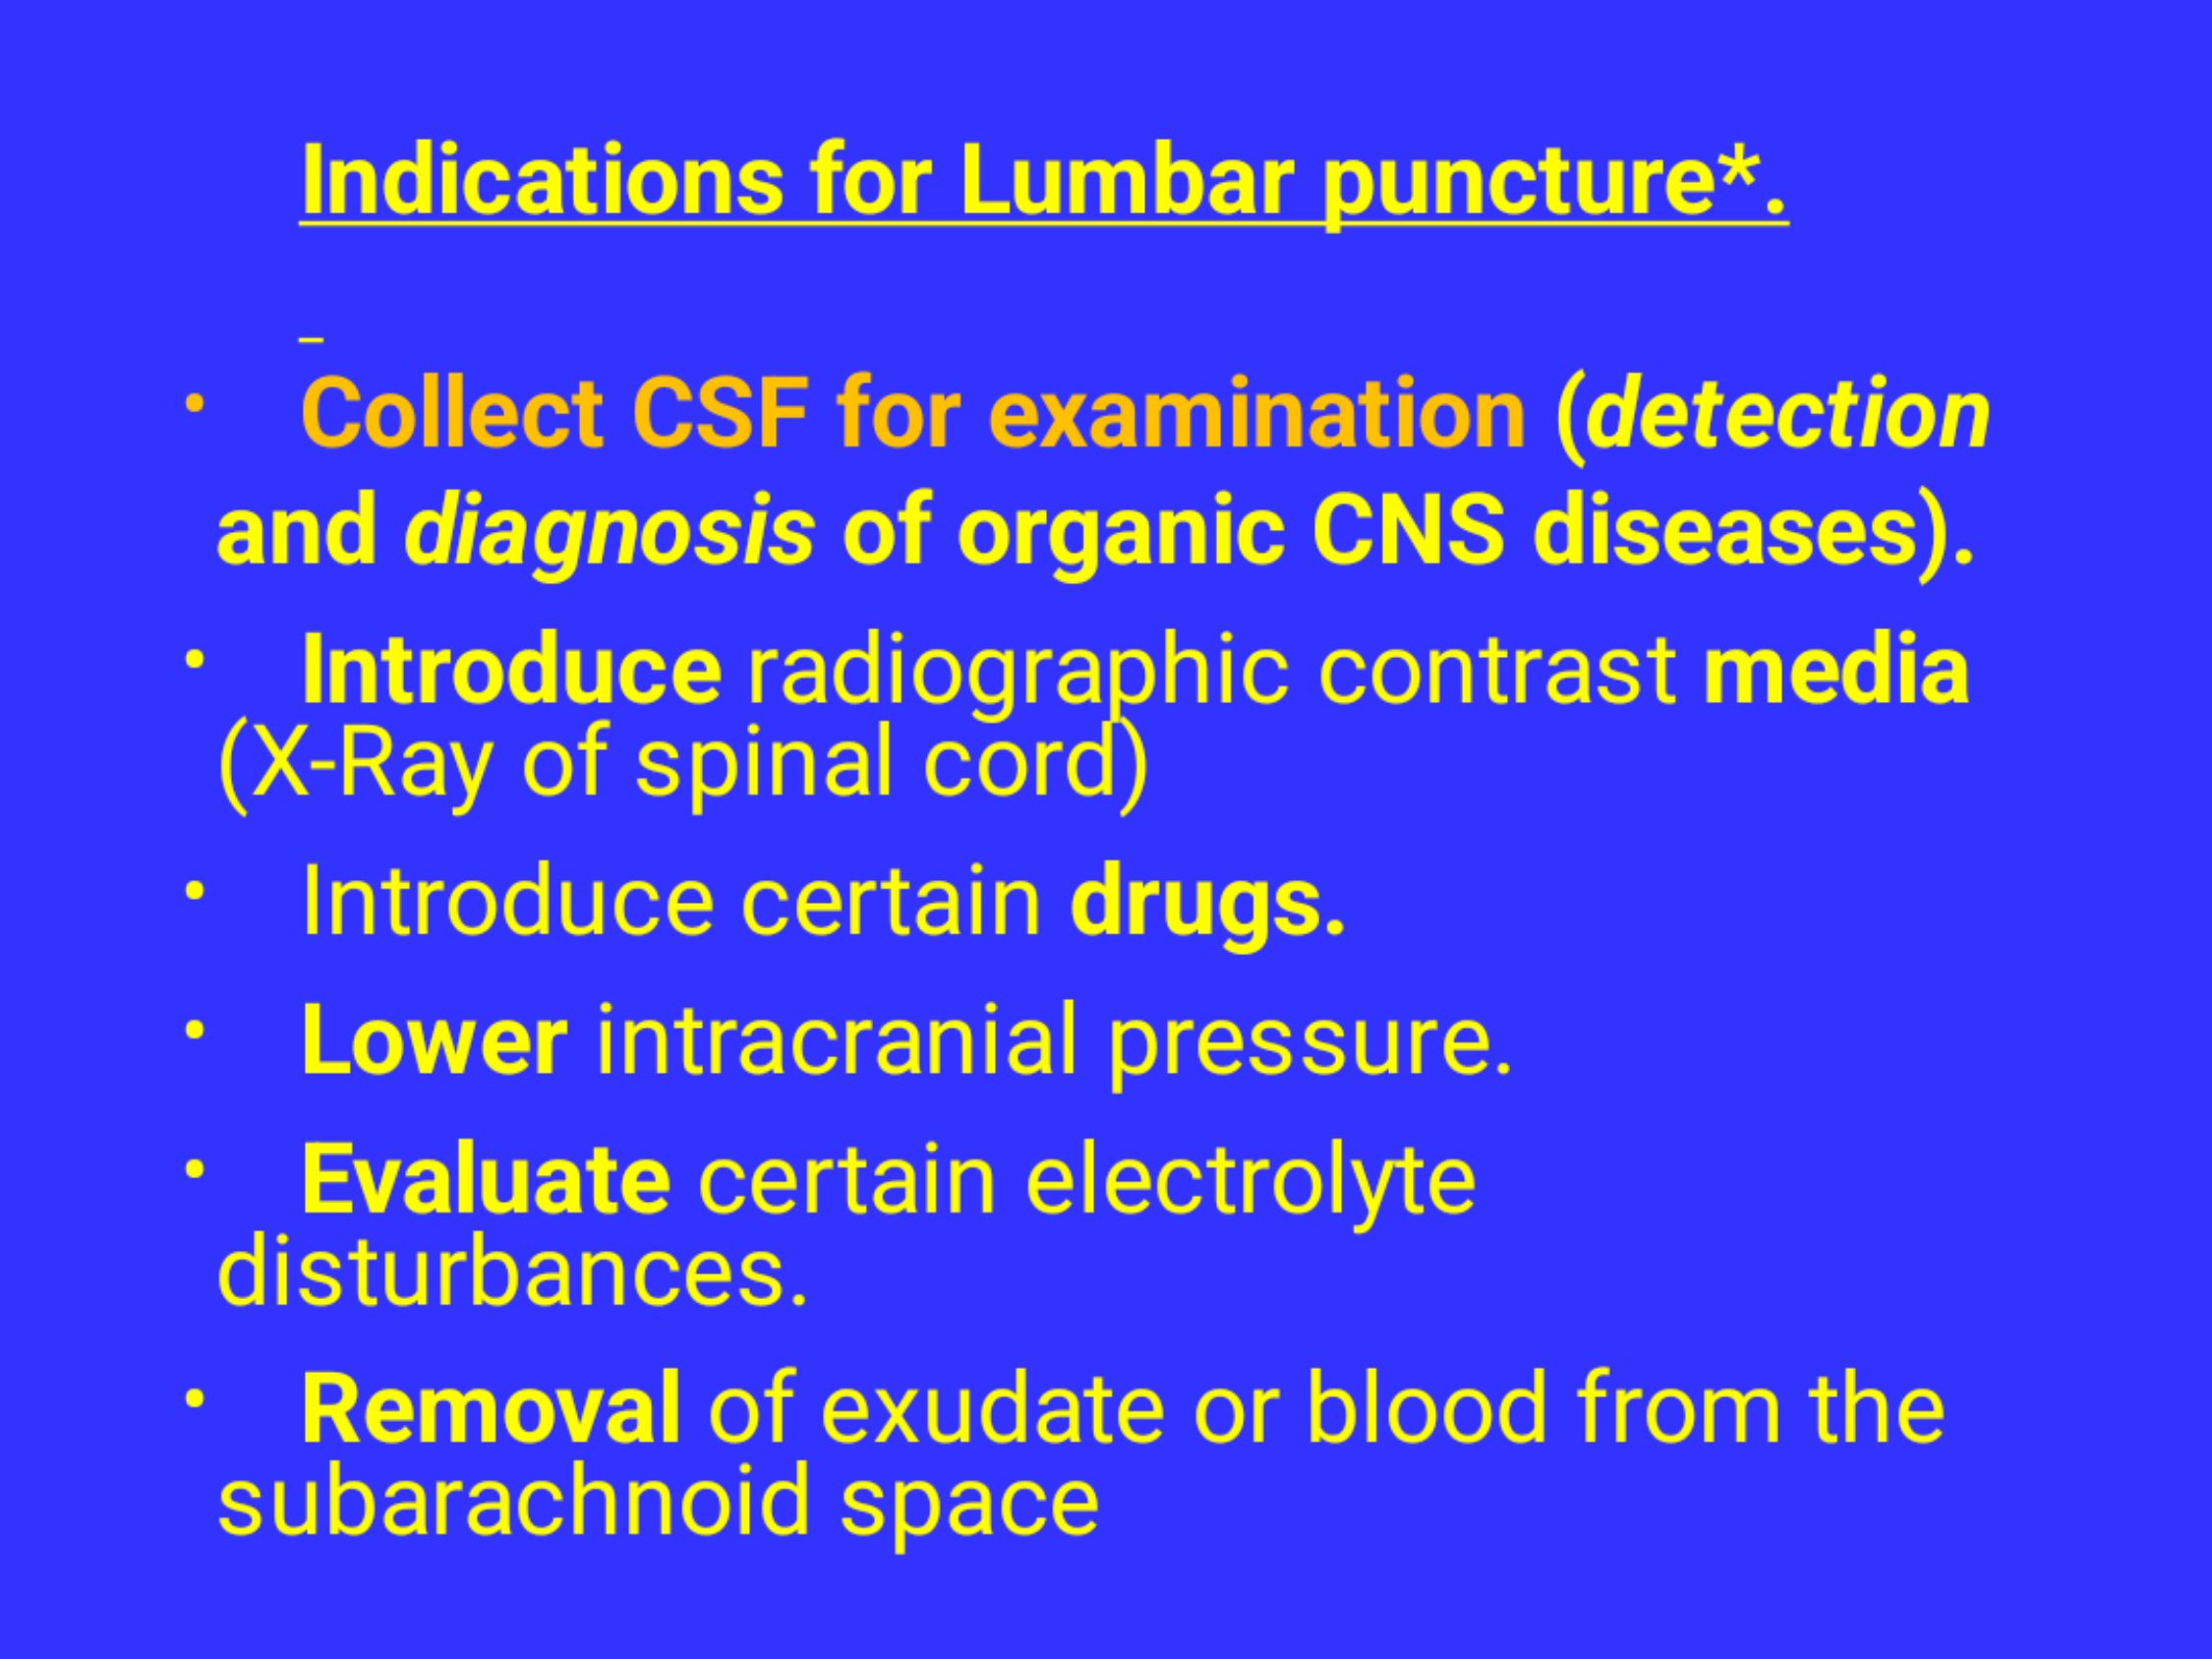 Indications for Lumbar puncture*.
• Collect CSF for examination (detection
and diagnosis of organic CNS diseases).
• Introduce radiographic contrast media
(X-Ray of spinal cord)
• Introduce certain drugs.
• Lower intracranial pressure.
• Evaluate certain electrolyte
disturbances.
• Removal of exudate or blood from the
subarachnoid space